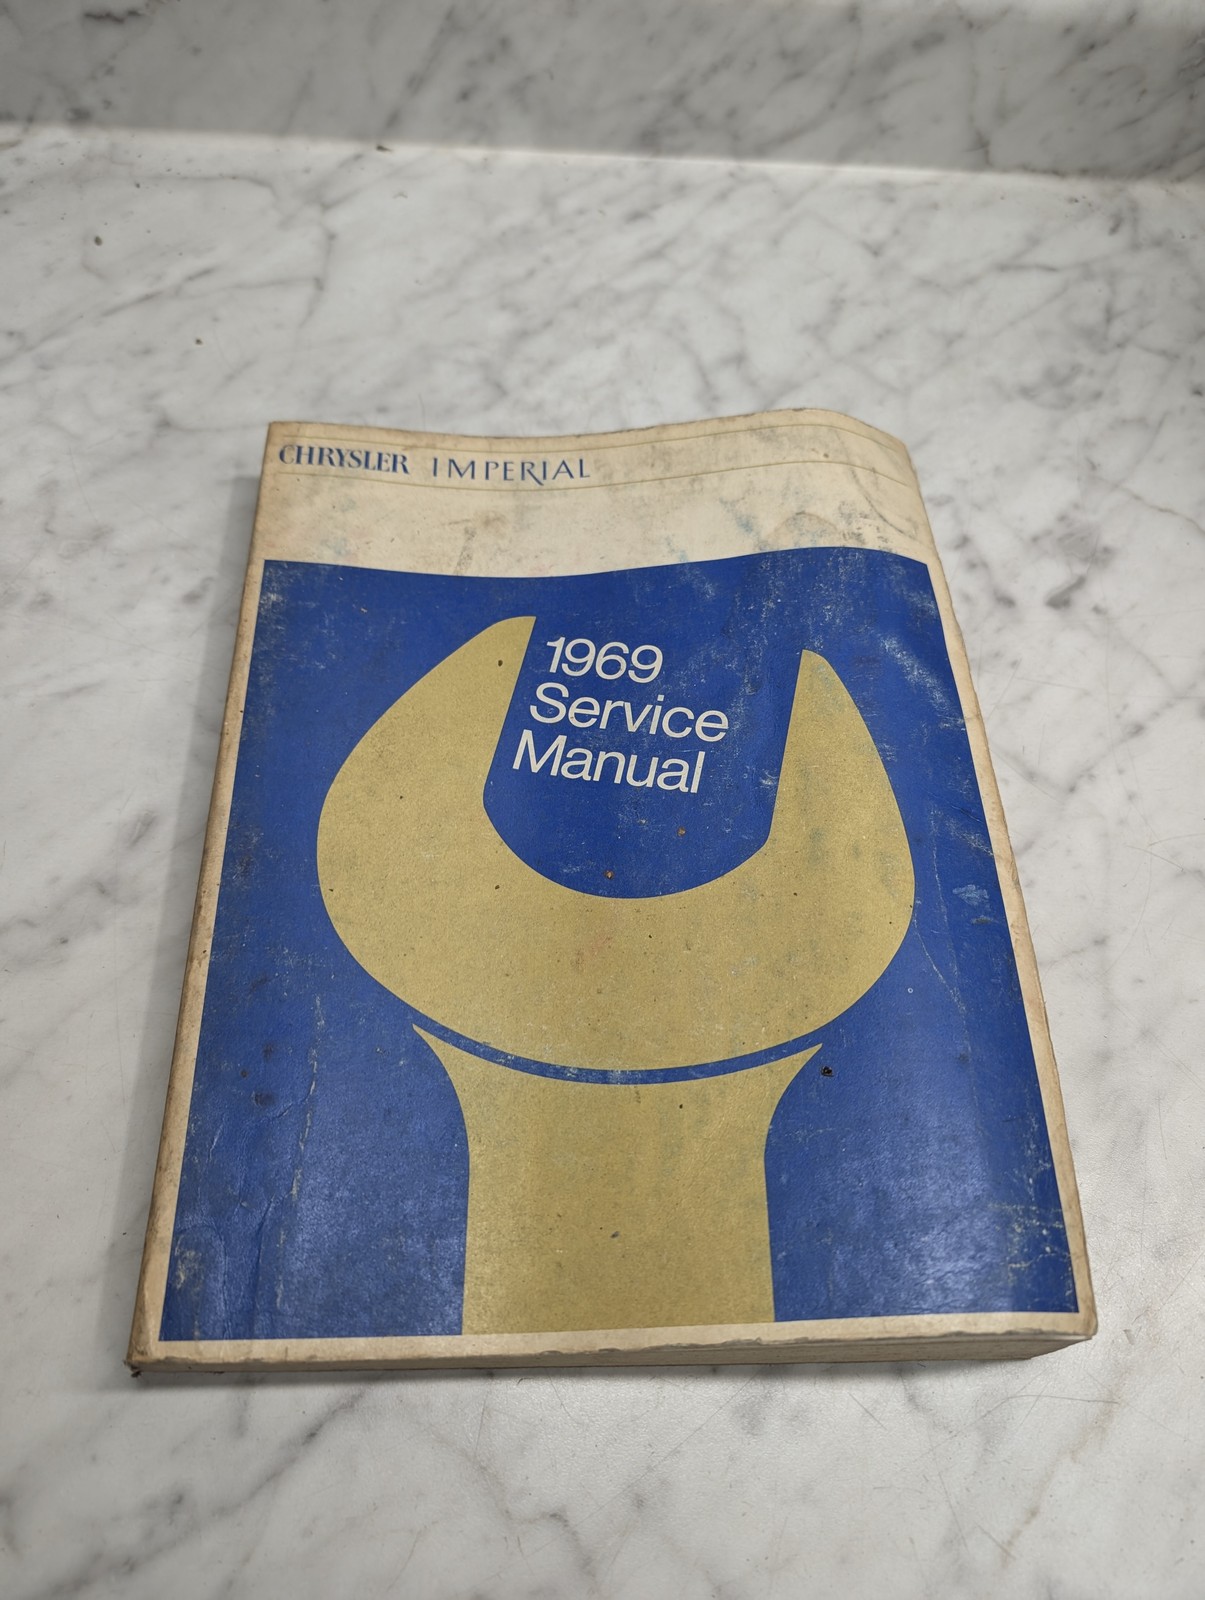 CHRYSLER IMPERIAL
1969
Service
Manual